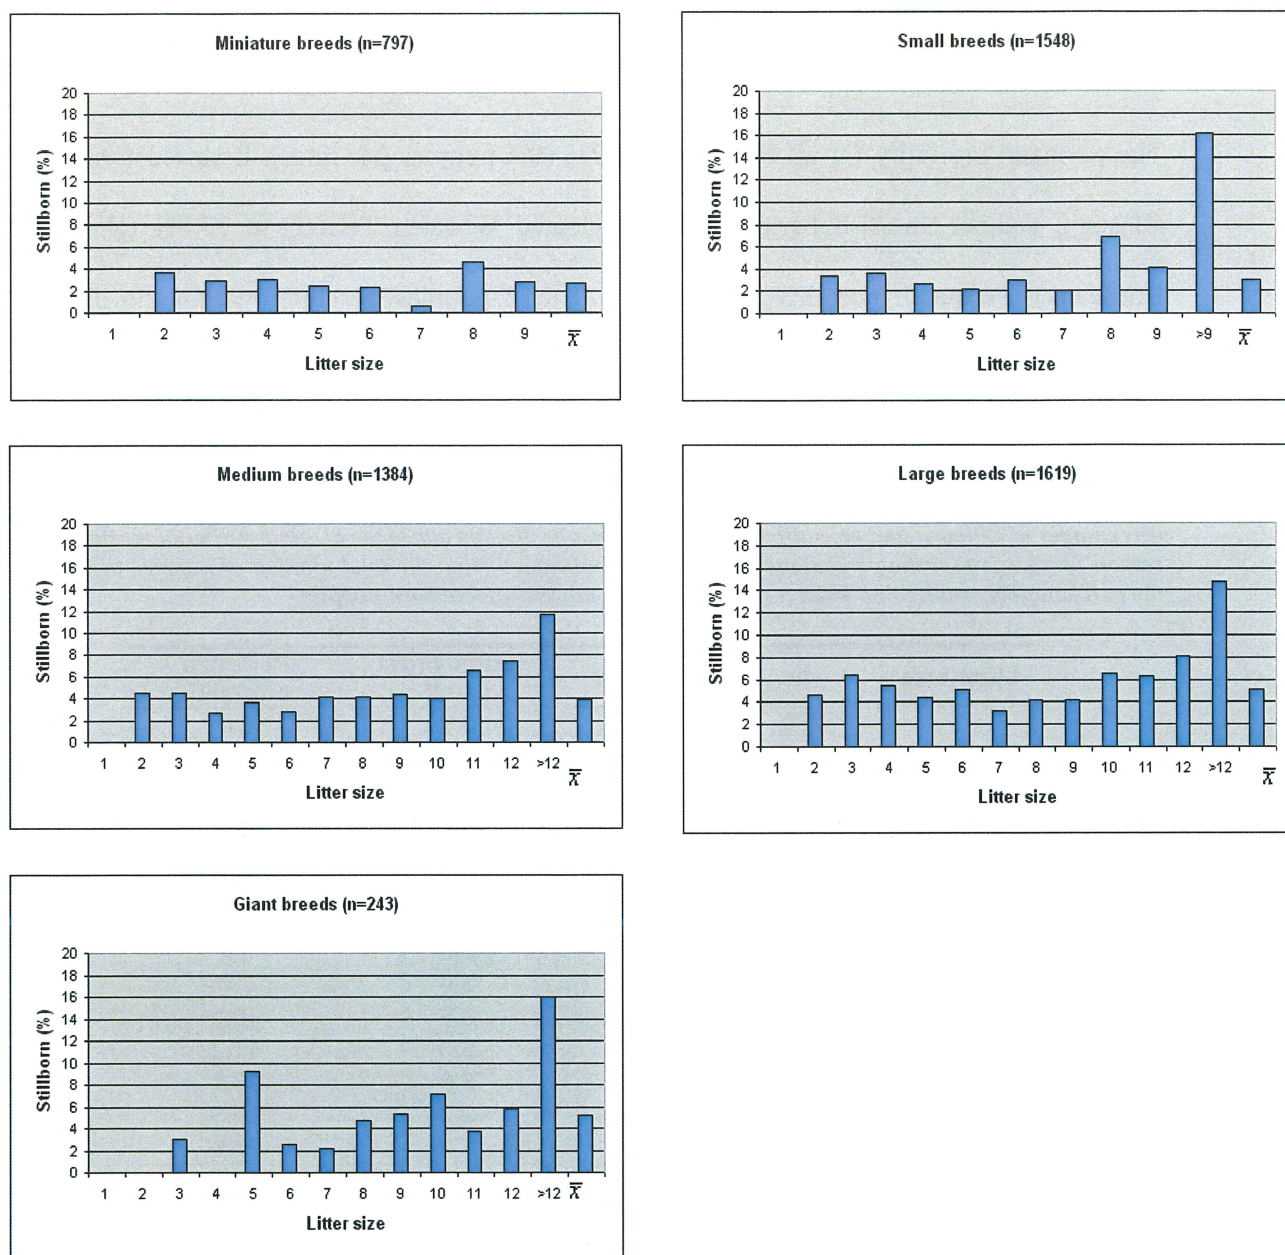 Miniature breeds (n=797)
20
18
16
14
12
10
8
6
4
2
0
Stillborn (%)
1 2 3 4 5 6 7 8 9 x̅
Litter size
Small breeds (n=1548)
20
18
16
14
12
10
8
6
4
2
0
Stillborn (%)
1 2 3 4 5 6 7 8 9 >9 x̅
Litter size
Medium breeds (n=1384)
20
18
16
14
12
10
8
6
4
2
0
Stillborn (%)
1 2 3 4 5 6 7 8 9 10 11 12 >12 x̅
Litter size
Large breeds (n=1619)
20
18
16
14
12
10
8
6
4
2
0
Stillborn (%)
1 2 3 4 5 6 7 8 9 10 11 12 >12 x̅
Litter size
Giant breeds (n=243)
20
18
16
14
12
10
8
6
4
2
0
Stillborn (%)
1 2 3 4 5 6 7 8 9 10 11 12 >12 x̅
Litter size